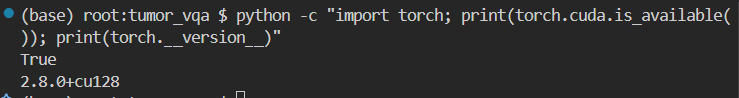 (base) root:tumor_vqa $ python -c "import torch; print(torch.cuda.is_available(
)); print(torch.__version__)"
True
2.8.0+cu128